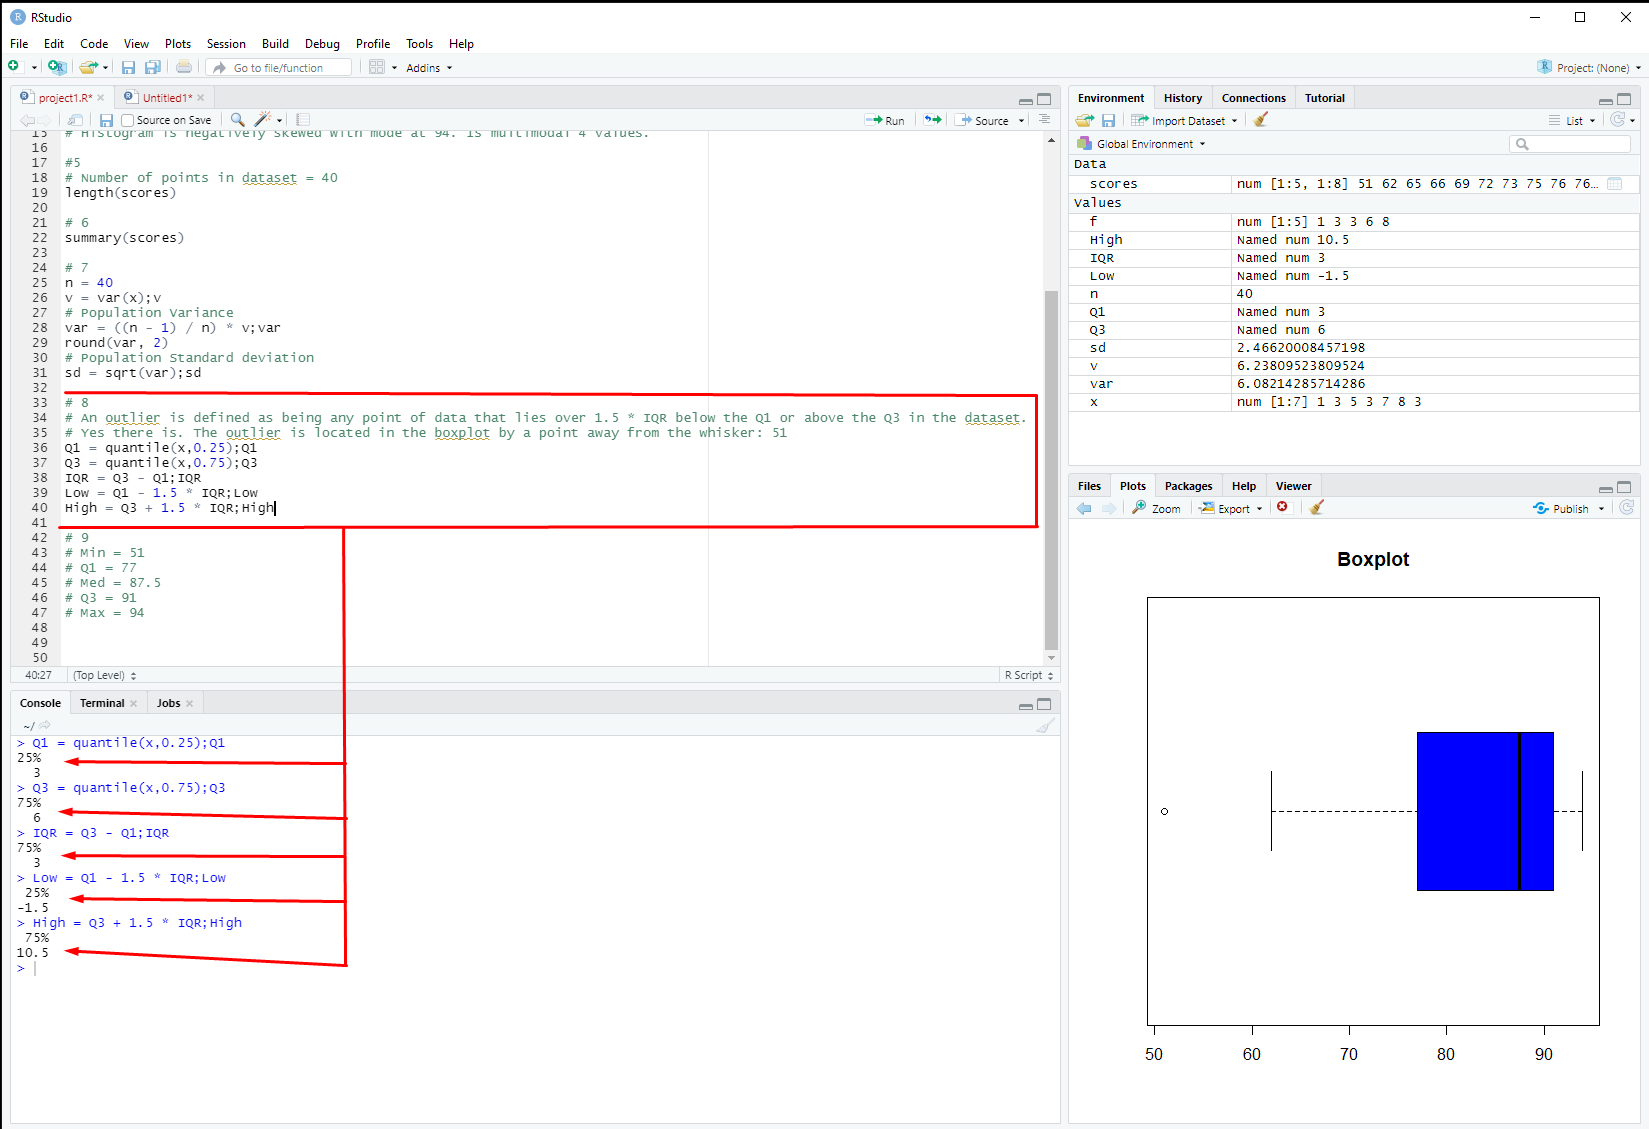 RStudio
File Edit Code View Plots Session Build Debug Profile Tools Help
Go to file/function Addins Project: (None)
project1.R* Untitled1*
Source on Save Run Source
15 # Histogram is negatively skewed with mode at 94. Is multimodal 4 values.
16
17 #5
18 # Number of points in dataset = 40
19 length(scores)
20
21 # 6
22 summary(scores)
23
24 # 7
25 n = 40
26 v = var(x);v
27 # Population Variance
28 var = ((n - 1) / n) * v;var
29 round(var, 2)
30 # Population Standard deviation
31 sd = sqrt(var);sd
32
33 # 8
34 # An outlier is defined as being any point of data that lies over 1.5 * IQR below the Q1 or above the Q3 in the dataset.
35 # Yes there is. The outlier is located in the boxplot by a point away from the whisker: 51
36 Q1 = quantile(x,0.25);Q1
37 Q3 = quantile(x,0.75);Q3
38 IQR = Q3 - Q1;IQR
39 Low = Q1 - 1.5 * IQR;Low
40 High = Q3 + 1.5 * IQR;High
41
42 # 9
43 # Min = 51
44 # Q1 = 77
45 # Med = 87.5
46 # Q3 = 91
47 # Max = 94
48
49
50
40:27 (Top Level) R Script
Console Terminal Jobs
~/
> Q1 = quantile(x,0.25);Q1
25%
3
> Q3 = quantile(x,0.75);Q3
75%
6
> IQR = Q3 - Q1;IQR
75%
3
> Low = Q1 - 1.5 * IQR;Low
25%
-1.5
> High = Q3 + 1.5 * IQR;High
75%
10.5
>
Environment History Connections Tutorial
Import Dataset List
Global Environment
Data
scores num [1:5, 1:8] 51 62 65 66 69 72 73 75 76 76...
Values
f num [1:5] 1 3 3 6 8
High Named num 10.5
IQR Named num 3
Low Named num -1.5
n 40
Q1 Named num 3
Q3 Named num 6
sd 2.46620008457198
v 6.23809523809524
var 6.08214285714286
x num [1:7] 1 3 5 3 7 8 3
Files Plots Packages Help Viewer
Zoom Export Publish
Boxplot
50 60 70 80 90